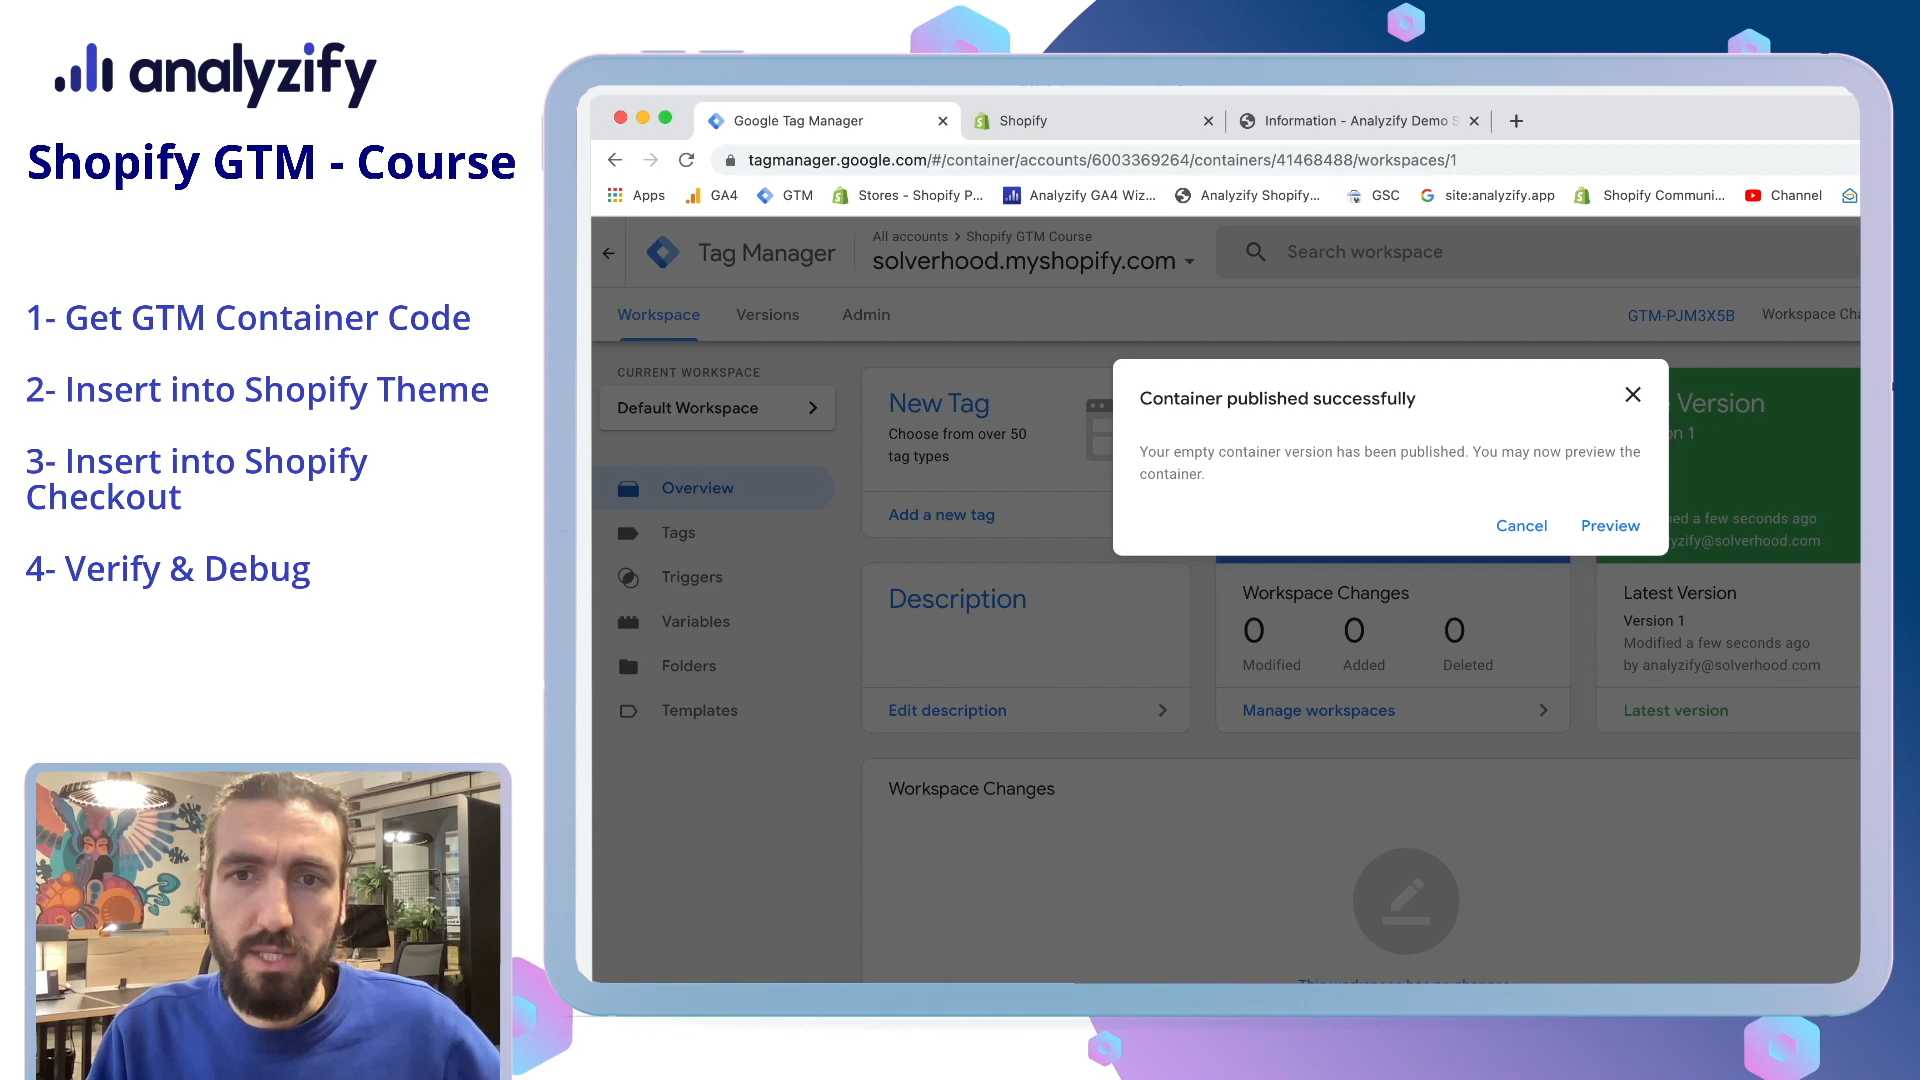 analyzify
Shopify GTM - Course
1- Get GTM Container Code
2- Insert into Shopify Theme
3- Insert into Shopify
Checkout
4- Verify & Debug
Google Tag Manager
Shopify
Information - Analyzify Demo S
tagmanager.google.com/#/container/accounts/6003369264/containers/41468488/workspaces/1
Apps
GA4
GTM
Stores - Shopify P...
Analyzify GA4 Wiz...
Analyzify Shopify...
GSC
site:analyzify.app
Shopify Communi...
Channel
Tag Manager
All accounts > Shopify GTM Course
solverhood.myshopify.com
Search workspace
Workspace
Versions
Admin
GTM-PJM3X5B
Workspace Cha
CURRENT WORKSPACE
Default Workspace
Overview
Tags
Triggers
Variables
Folders
Templates
New Tag
Choose from over 50
tag types
Add a new tag
Description
Edit description
Container published successfully
Your empty container version has been published. You may now preview the
container.
Cancel
Preview
Version
n 1
ed a few seconds ago
yzify@solverhood.com
Workspace Changes
0 0 0
Modified Added Deleted
Manage workspaces
Latest Version
Version 1
Modified a few seconds ago
by analyzify@solverhood.com
Latest version
Workspace Changes